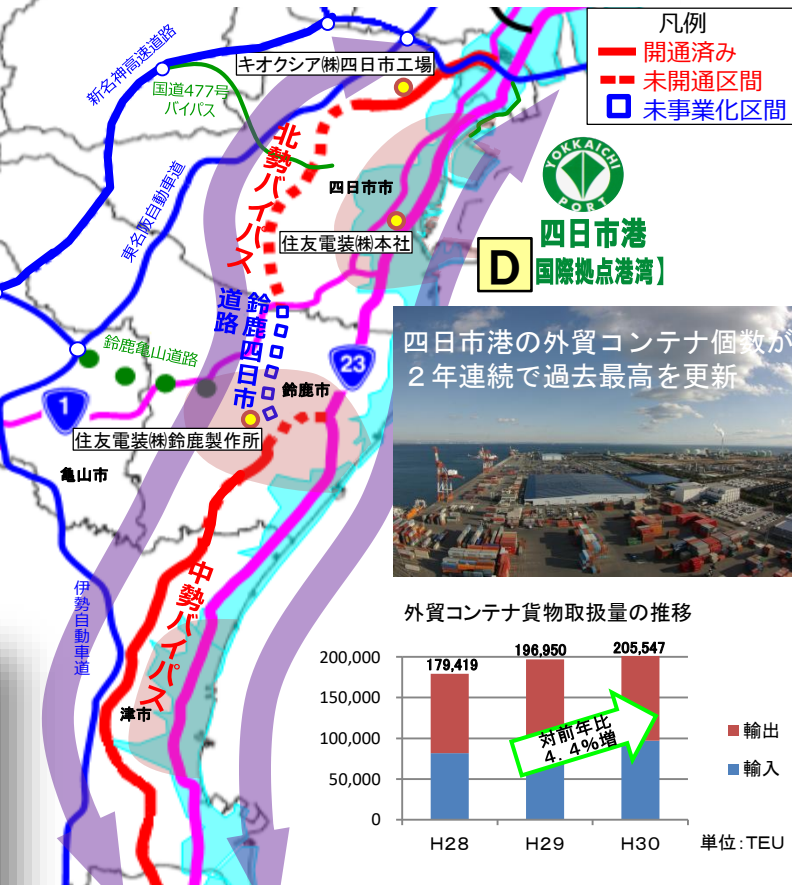 凡例
開通済み
未開通区間
未事業化区間
新名神高速道路
国道477号
バイパス
キオクシア㈱四日市工場
北勢バイパス
東名阪自動車道
四日市市
住友電装㈱本社
YOKKAICHI
PORT
四日市港
国際拠点港湾】
D
鈴鹿四日市
道路
鈴鹿亀山道路
23
鈴鹿市
1
住友電装㈱鈴鹿製作所
亀山市
四日市港の外貿コンテナ個数が
２年連続で過去最高を更新
中勢バイパス
伊勢自動車道
津市
外貿コンテナ貨物取扱量の推移
200,000
150,000
100,000
50,000
0
179,419
196,950
205,547
対前年比
4．4%増
輸出
輸入
H28
H29
H30
単位：TEU